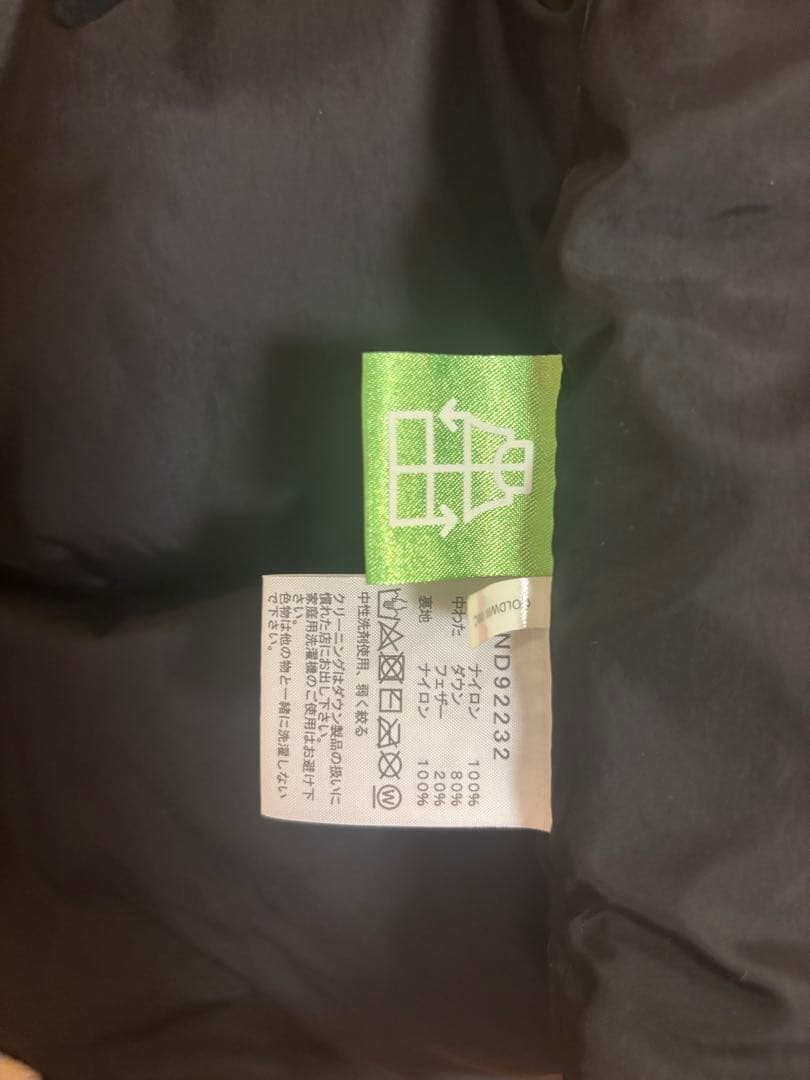 ND92232
GOLDWIN INC.
ナイロン 100%
中わた ダウン 80%
フェザー 20%
裏地 ナイロン 100%
W
中性洗剤使用、弱く絞る
クリーニングはダウン製品の扱いに
慣れた店にお出し下さい。
家庭用洗濯機のご使用はお避け下
さい。
色物は他の物と一緒に洗濯しない
で下さい。